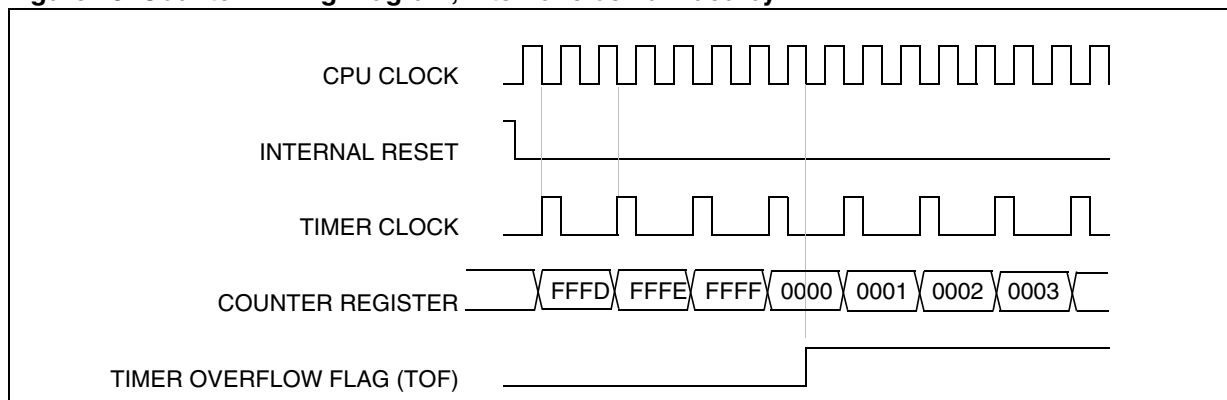 CPU CLOCK
INTERNAL RESET
TIMER CLOCK
COUNTER REGISTER
FFFD FFFE FFFF 0000 0001 0002 0003
TIMER OVERFLOW FLAG (TOF)